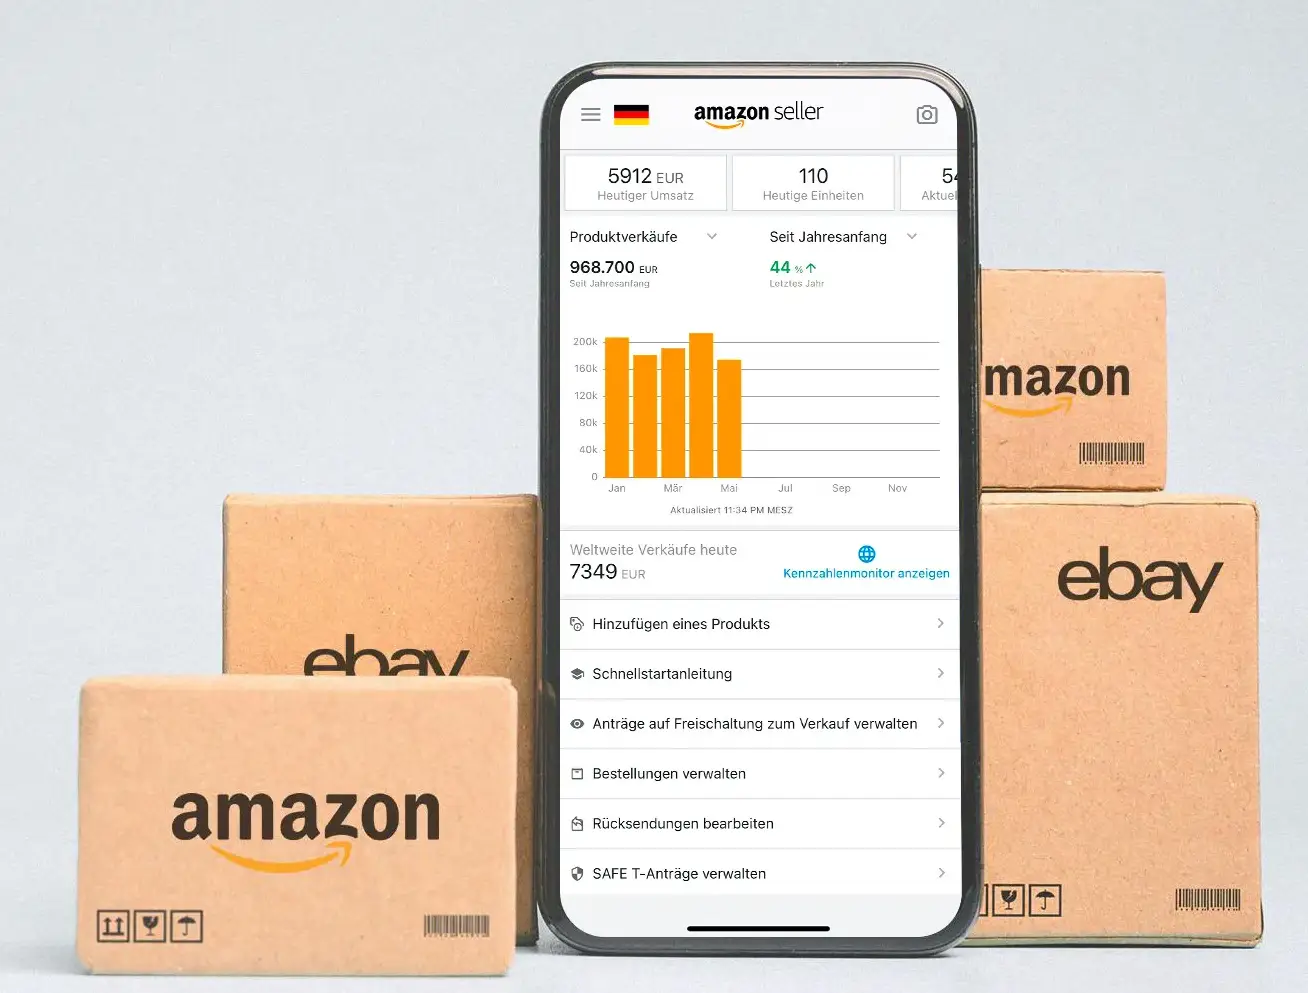 amazon seller
5912 EUR
Heutiger Umsatz
110
Heutige Einheiten
Produktverkäufe
Seit Jahresanfang
968.700 EUR
Seit Jahresanfang
44 % ↑
Letztes Jahr
200k
160k
120k
80k
40k
0
Jan Mär Mai Jul Sep Nov
Aktualisiert 11:34 PM MESZ
Weltweite Verkäufe heute
7349 EUR
Kennzahlenmonitor anzeigen
Hinzufügen eines Produkts
Schnellstartanleitung
Anträge auf Freischaltung zum Verkauf verwalten
Bestellungen verwalten
Rücksendungen bearbeiten
SAFE T-Anträge verwalten
mazon
ebay
ebay
amazon